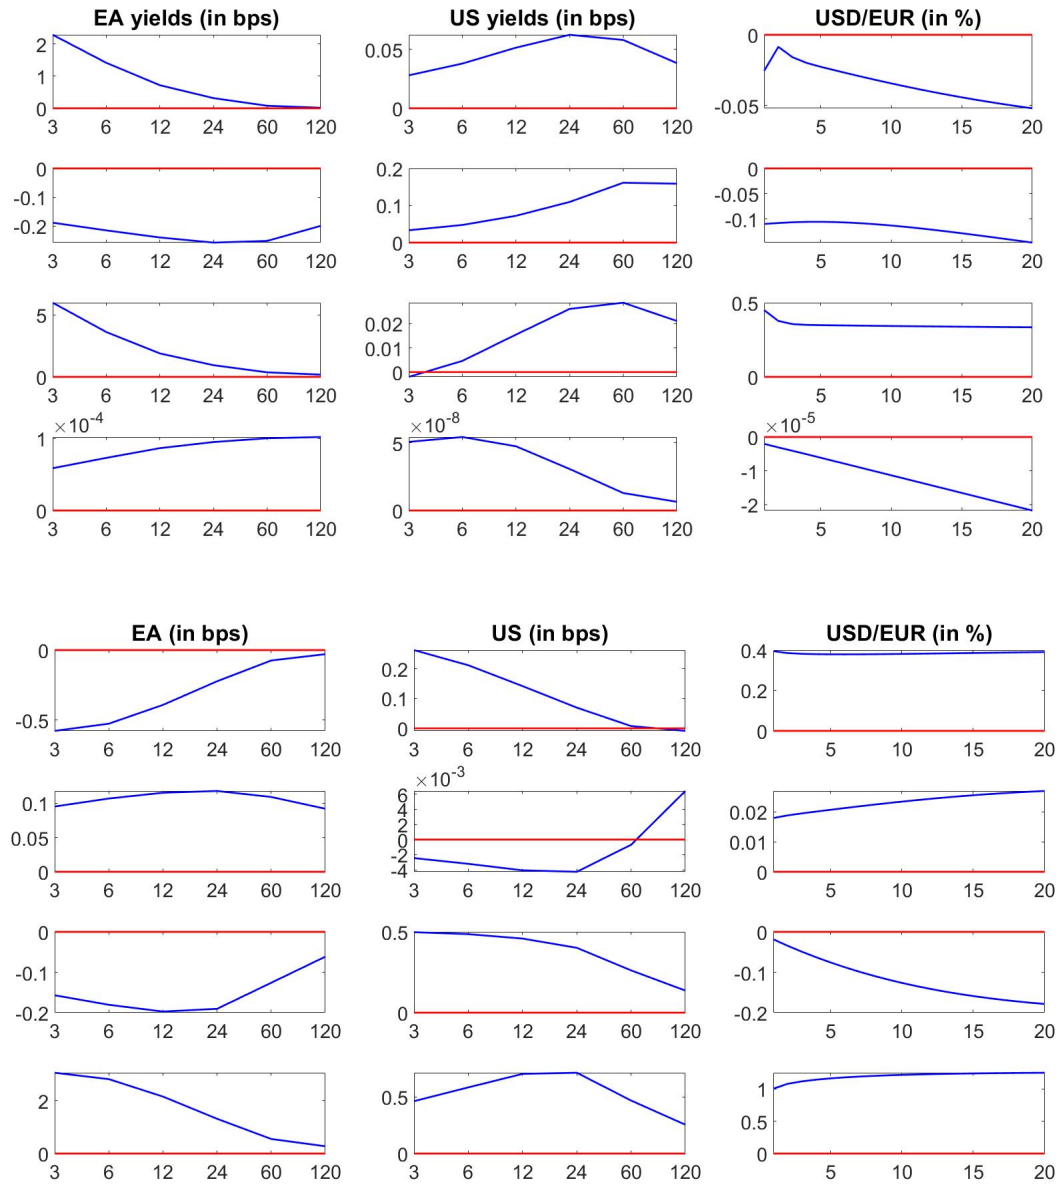 EA yields (in bps) US yields (in bps) USD/EUR (in %)
2 0.05 0
1
0 0 -0.05
3 6 12 24 60 120 3 6 12 24 60 120 5 10 15 20
0 0.2 0
-0.1 0.1 -0.05
-0.2 0 -0.1
3 6 12 24 60 120 3 6 12 24 60 120 5 10 15 20
5 0.02 0.5
0.01
0 0 0
3 6 12 24 60 120 3 6 12 24 60 120 5 10 15 20
×10⁻⁴ ×10⁻⁸ ×10⁻⁵
1 5 0
-1
0 0 -2
3 6 12 24 60 120 3 6 12 24 60 120 5 10 15 20
EA (in bps) US (in bps) USD/EUR (in %)
0 0.2 0.4
0.1 0.2
-0.5 0 0
3 6 12 24 60 120 3 6 12 24 60 120 5 10 15 20
×10⁻³
0.1 6 0.02
4
2
0.05 0 0.01
-2
0 -4 0
3 6 12 24 60 120 3 6 12 24 60 120 5 10 15 20
0 0.5 0
-0.1 -0.1
-0.2 0 -0.2
3 6 12 24 60 120 3 6 12 24 60 120 5 10 15 20
2 0.5 1
0.5
0 0 0
3 6 12 24 60 120 3 6 12 24 60 120 5 10 15 20